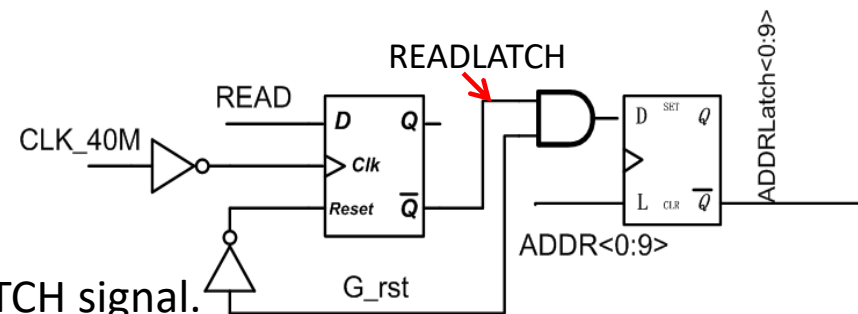 READLATCH
READ
CLK_40M
D
Q
Clk
Reset
Q
D
SET
Q
L
CLR
Q
ADDRLatch<0:9>
ADDR<0:9>
TCH signal.
G_rst